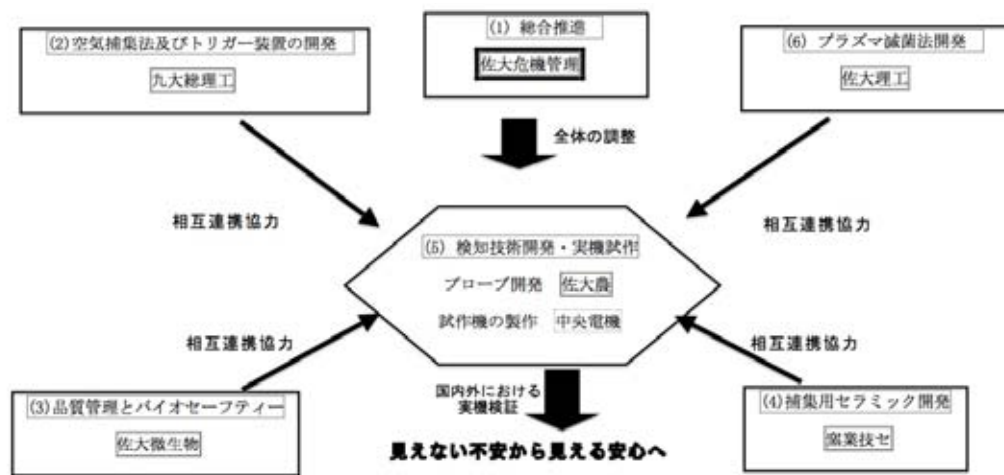 (1) 総合推進
佐大危機管理
(2)空気捕集法及びトリガー装置の開発
九大総理工
(6) プラズマ滅菌法開発
佐大理工
全体の調整
相互連携協力
相互連携協力
(5) 検知技術開発・実機試作
プローブ開発 佐大農
試作機の製作 中央電機
相互連携協力
相互連携協力
(3)品質管理とバイオセーフティー
佐大微生物
国内外における
実機検証
(4)捕集用セラミック開発
窯業技セ
見えない不安から見える安心へ